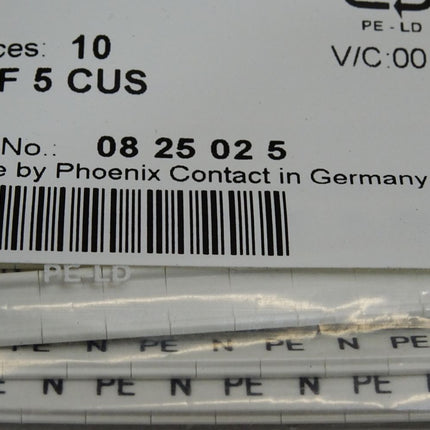 PE - LD
ces: 10
V/C:00
F 5 CUS
No.: 08 25 02 5
e by Phoenix Contact in Germany
PE-LD
PE N PE N PE N PE
E N PE N PE N PE